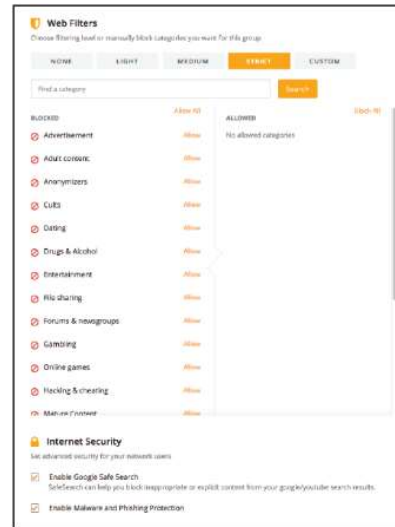 Web Filters
Choose filtering level or manually block categories you want for this group
NONE LIGHT MEDIUM STRICT CUSTOM
Find a category Search
Allow All Block All
BLOCKED ALLOWED
Advertisement Allow No allowed categories
Adult content Allow
Anonymizers Allow
Cults Allow
Dating Allow
Drugs & Alcohol Allow
Entertainment Allow
File sharing Allow
Forums & newsgroups Allow
Gambling Allow
Online games Allow
Hacking & cheating Allow
Mature Content Allow
Internet Security
Set advanced security for your network users
Enable Google Safe Search
SafeSearch can help you block inappropriate or explicit content from your google/youtube search results.
Enable Malware and Phishing Protection